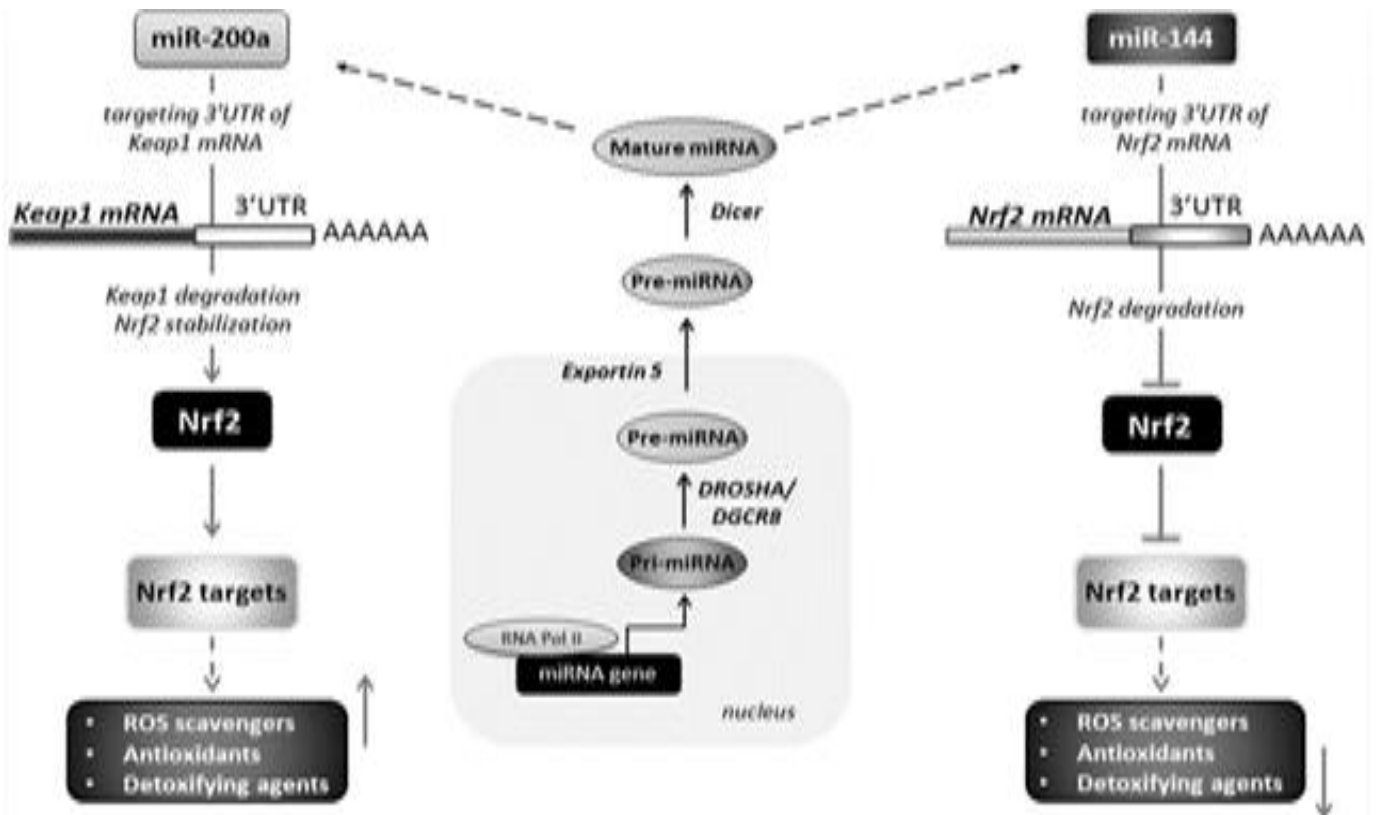 miR-200a
targeting 3'UTR of
Keap1 mRNA
Keap1 mRNA
3'UTR
AAAAAA
Keap1 degradation
Nrf2 stabilization
Nrf2
Nrf2 targets
• ROS scavengers
• Antioxidants
• Detoxifying agents
Mature miRNA
Dicer
Pre-miRNA
Exportin 5
Pre-miRNA
DROSHA/
DGCR8
Pri-miRNA
RNA Pol II
miRNA gene
nucleus
miR-144
targeting 3'UTR of
Nrf2 mRNA
Nrf2 mRNA
3'UTR
AAAAAA
Nrf2 degradation
Nrf2
Nrf2 targets
• ROS scavengers
• Antioxidants
• Detoxifying agents